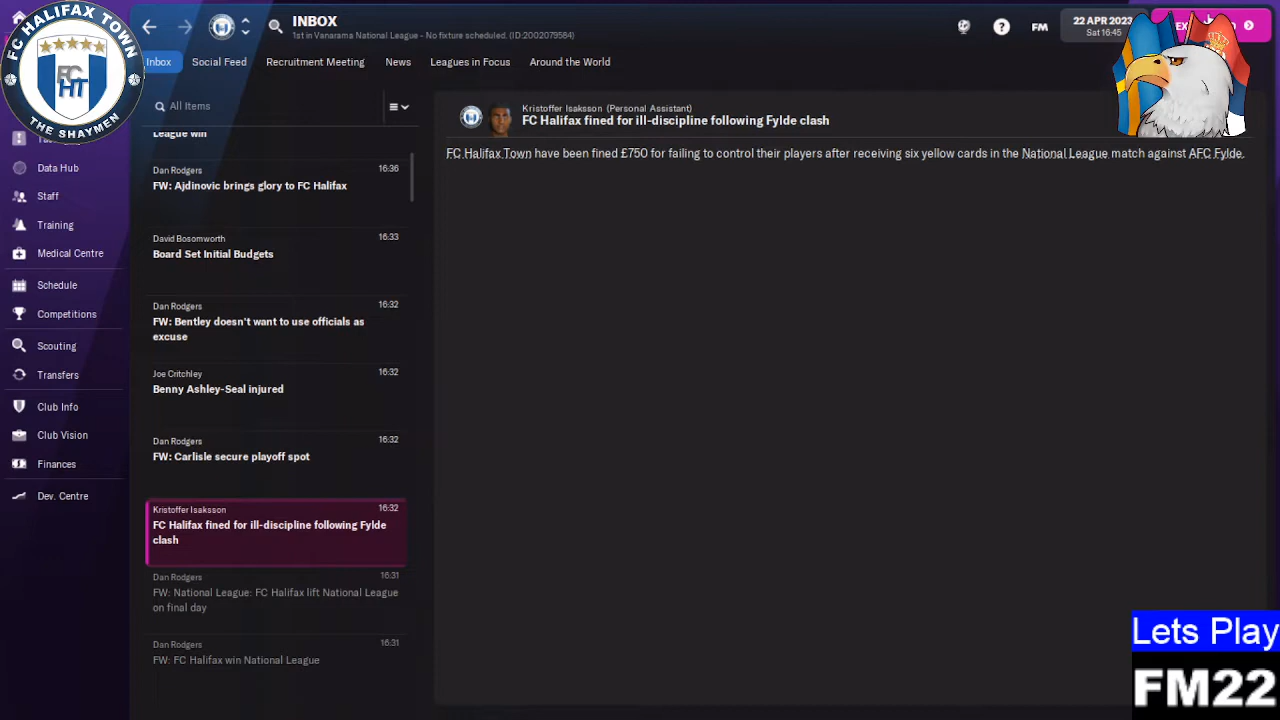 FC HALIFAX TOWN
FC
HT
THE SHAYMEN
INBOX
1st in Vanarama National League - No fixture scheduled. (ID:2002079584)
FM
22 APR 2023
Sat 16:45
Inbox
Social Feed
Recruitment Meeting
News
Leagues in Focus
Around the World
All Items
Data Hub
Staff
Training
Medical Centre
Schedule
Competitions
Scouting
Transfers
Club Info
Club Vision
Finances
Dev. Centre
League win
Dan Rodgers 16:36
FW: Ajdinovic brings glory to FC Halifax
David Bosomworth 16:33
Board Set Initial Budgets
Dan Rodgers 16:32
FW: Bentley doesn't want to use officials as
excuse
Joe Critchley 16:32
Benny Ashley-Seal injured
Dan Rodgers 16:32
FW: Carlisle secure playoff spot
Kristoffer Isaksson 16:32
FC Halifax fined for ill-discipline following Fylde
clash
Dan Rodgers 16:31
FW: National League: FC Halifax lift National League
on final day
Dan Rodgers 16:31
FW: FC Halifax win National League
Kristoffer Isaksson (Personal Assistant)
FC Halifax fined for ill-discipline following Fylde clash
FC Halifax Town have been fined £750 for failing to control their players after receiving six yellow cards in the National League match against AFC Fylde.
Lets Play
FM22